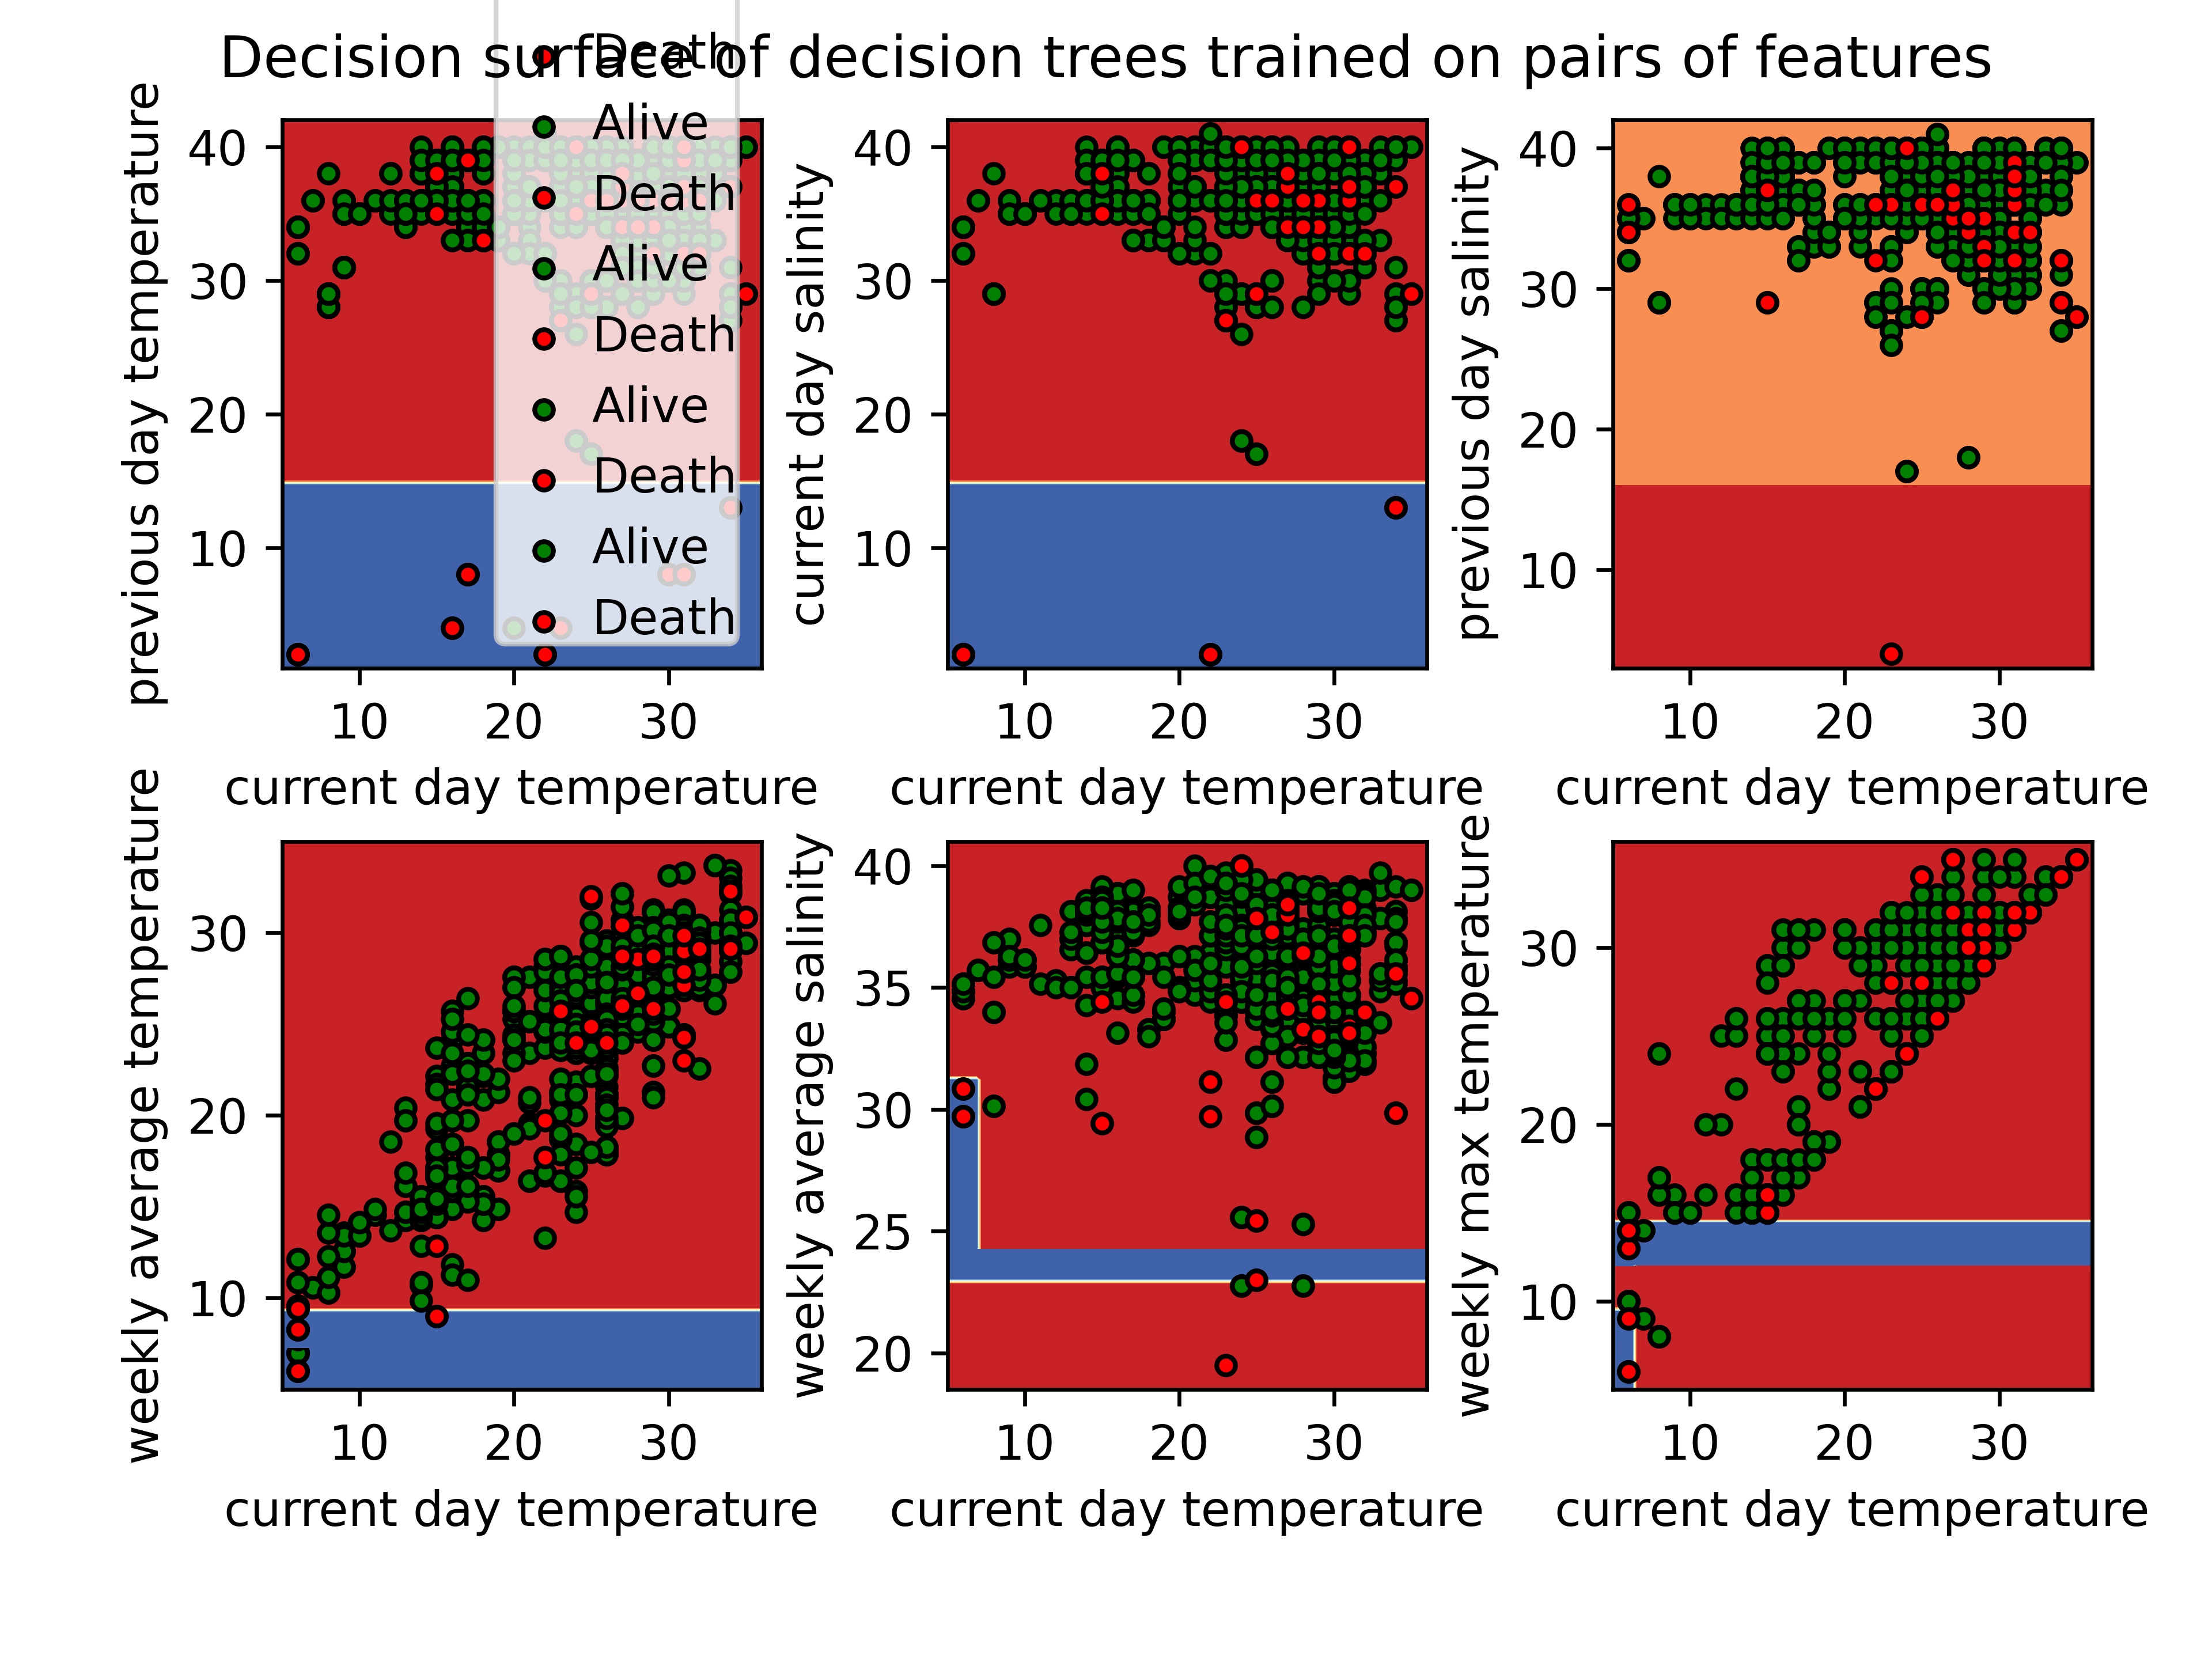 Decision surface of decision trees trained on pairs of features
Death
Alive
Death
Alive
Death
Alive
Death
Alive
Death
previous day temperature
40
30
20
10
10 20 30
current day temperature
current day salinity
40
30
20
10
10 20 30
current day temperature
previous day salinity
40
30
20
10
10 20 30
current day temperature
weekly average temperature
30
20
10
10 20 30
current day temperature
weekly average salinity
40
35
30
25
20
10 20 30
current day temperature
weekly max temperature
30
20
10
10 20 30
current day temperature